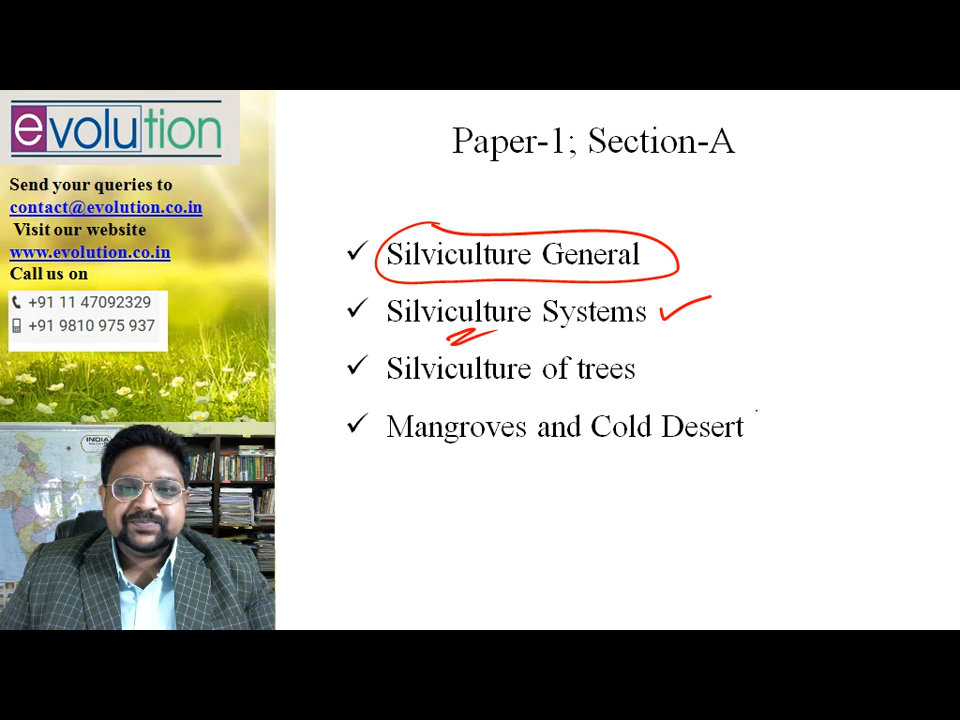 evolution
Send your queries to
contact@evolution.co.in
Visit our website
www.evolution.co.in
Call us on
+91 11 47092329
+91 9810 975 937
INDIA
Paper-1; Section-A
✓ Silviculture General
✓ Silviculture Systems
✓ Silviculture of trees
✓ Mangroves and Cold Desert